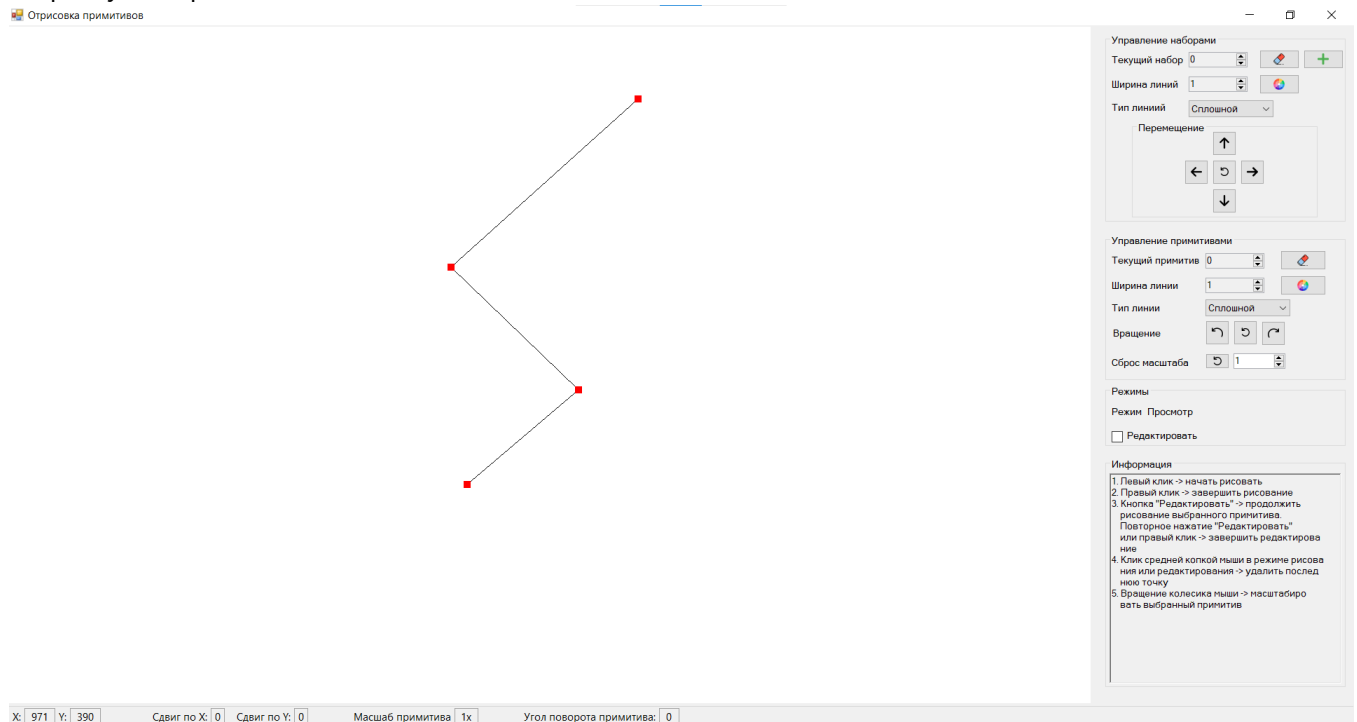 Отрисовка примитивов
Управление наборами
Текущий набор 0
Ширина линий 1
Тип линиий Сплошной
Перемещение
Управление примитивами
Текущий примитив 0
Ширина линии 1
Тип линии Сплошной
Вращение
Сброс масштаба 1
Режимы
Режим Просмотр
Редактировать
Информация
1. Левый клик -> начать рисовать
2. Правый клик -> завершить рисование
3. Кнопка "Редактировать" -> продолжить
рисование выбранного примитива.
Повторное нажатие "Редактировать"
или правый клик -> завершить редактирова
ние
4. Клик средней копкой мыши в режиме рисова
ния или редактирования -> удалить послед
нюю точку
5. Вращение колесика мыши -> масштабиро
вать выбранный примитив
X: 971 Y: 390 Сдвиг по X: 0 Сдвиг по Y: 0 Масшаб примитива 1x Угол поворота примитива: 0